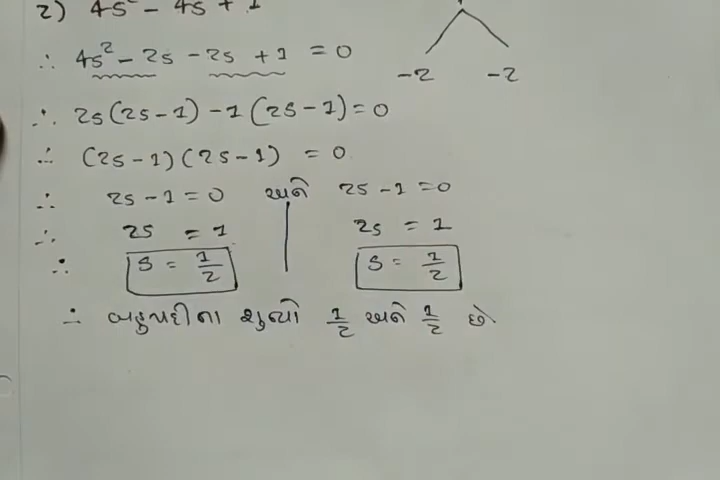 2) 4s² - 4s + 1
∴ 4s² - 2s - 2s + 1 = 0
-2 -2
∴ 2s(2s - 1) - 1(2s - 1) = 0
∴ (2s - 1)(2s - 1) = 0
∴ 2s - 1 = 0 અને 2s - 1 = 0
∴ 2s = 1 2s = 1
∴ s = 1/2 s = 1/2
∴ બહુપદીના શુન્યો 1/2 અને 1/2 છે.